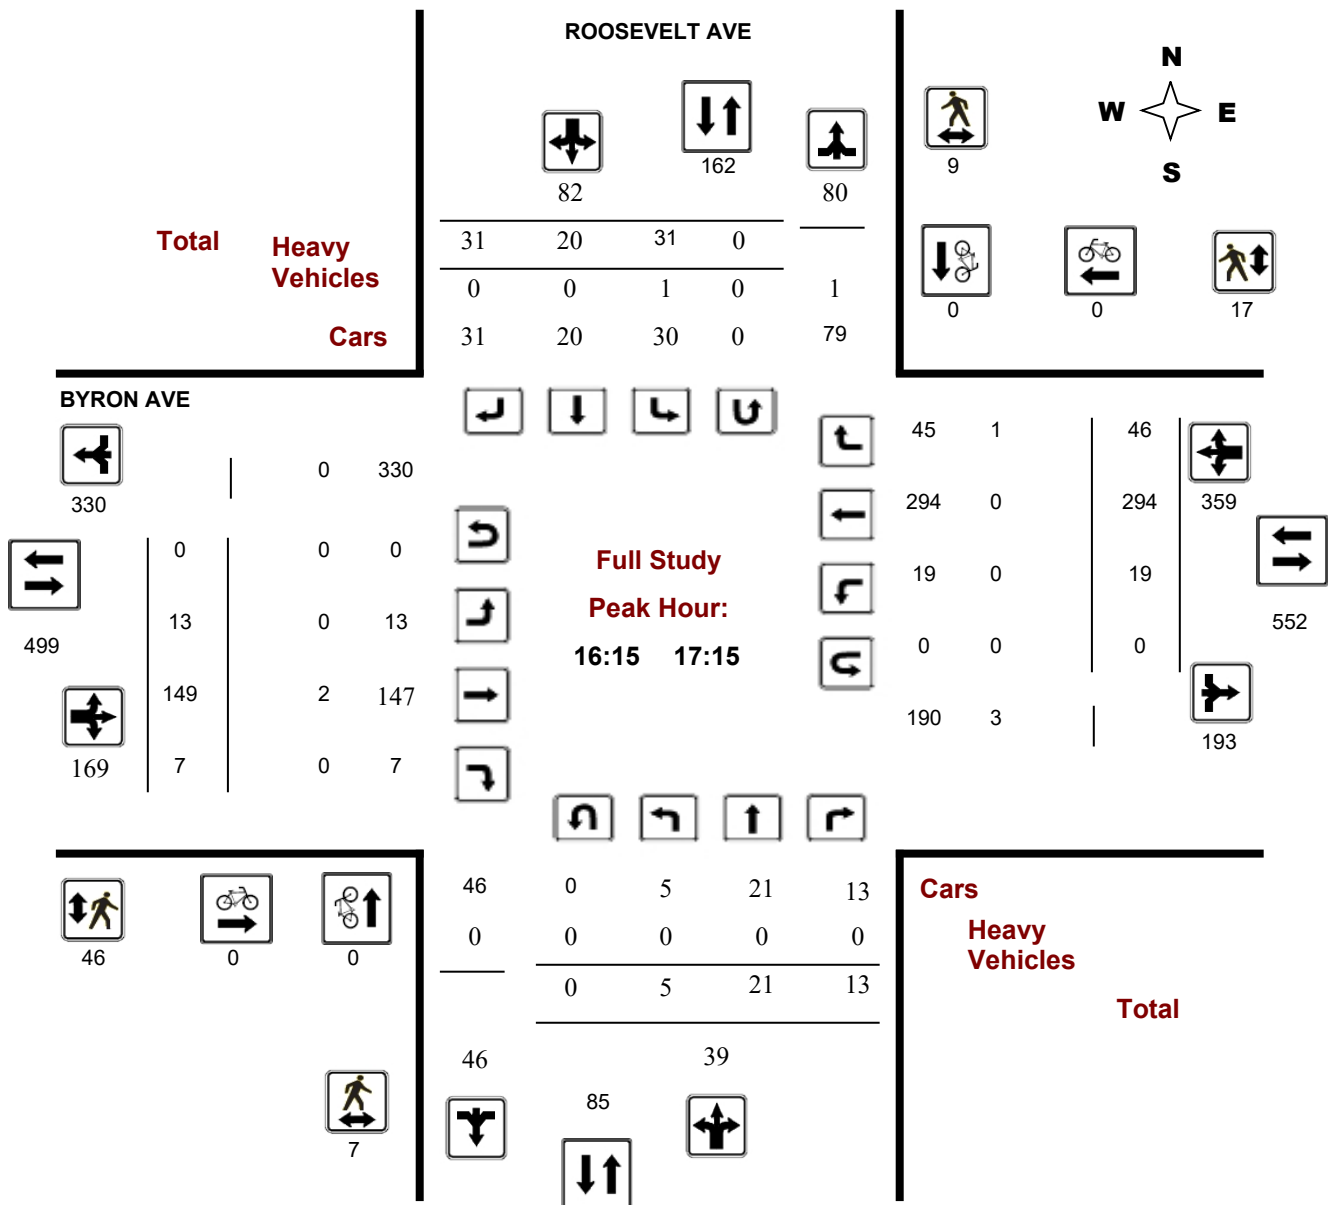 ROOSEVELT AVE
N
W E
S
162
9
82 80
Total Heavy Vehicles
31 20 31 0
0 0 1 0 1
Cars
31 20 30 0 79
0 0 17
BYRON AVE
330
0 330
45 1 46
359
294 0 294
0 0 0
19 0 19
13 0 13
499
552
0 0 0
149 2 147
190 3
193
169
7 0 7
Full Study
Peak Hour:
16:15 17:15
46 0 5 21 13
0 0 0 0 0
0 5 21 13
46 39
85
46 0 0
7
Cars
Heavy
Vehicles
Total